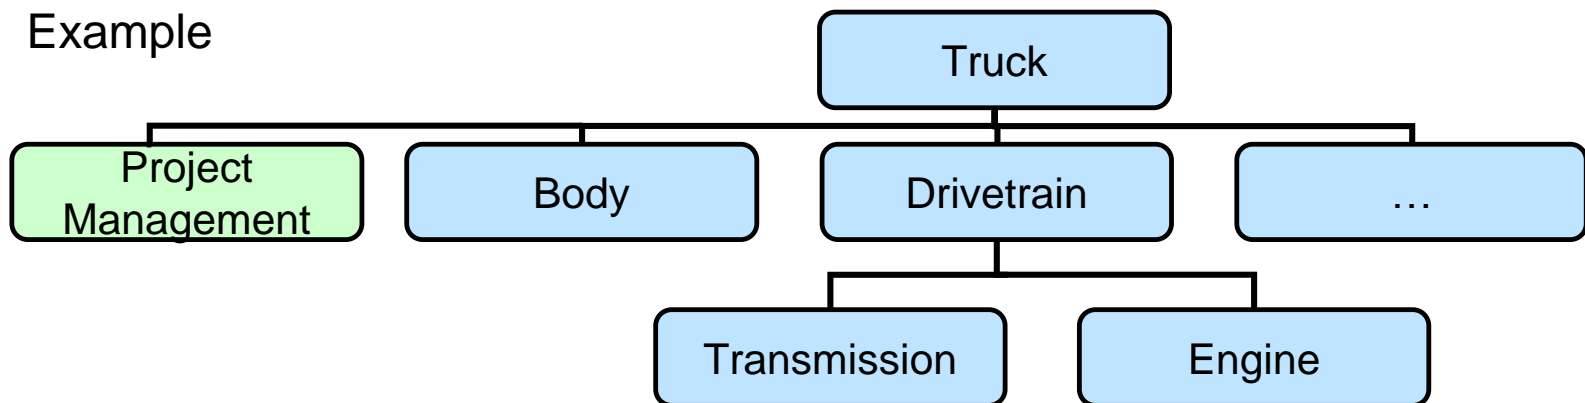 Example
Truck
Project
Management
Body
Drivetrain
…
Transmission
Engine